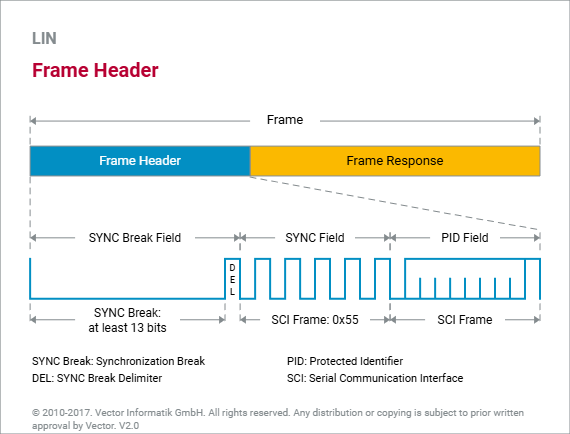 LIN
Frame Header
Frame
Frame Header
Frame Response
SYNC Break Field
SYNC Field
PID Field
DEL
SYNC Break:
at least 13 bits
SCI Frame: 0x55
SCI Frame
SYNC Break: Synchronization Break
PID: Protected Identifier
DEL: SYNC Break Delimiter
SCI: Serial Communication Interface
© 2010-2017. Vector Informatik GmbH. All rights reserved. Any distribution or copying is subject to prior written
approval by Vector. V2.0